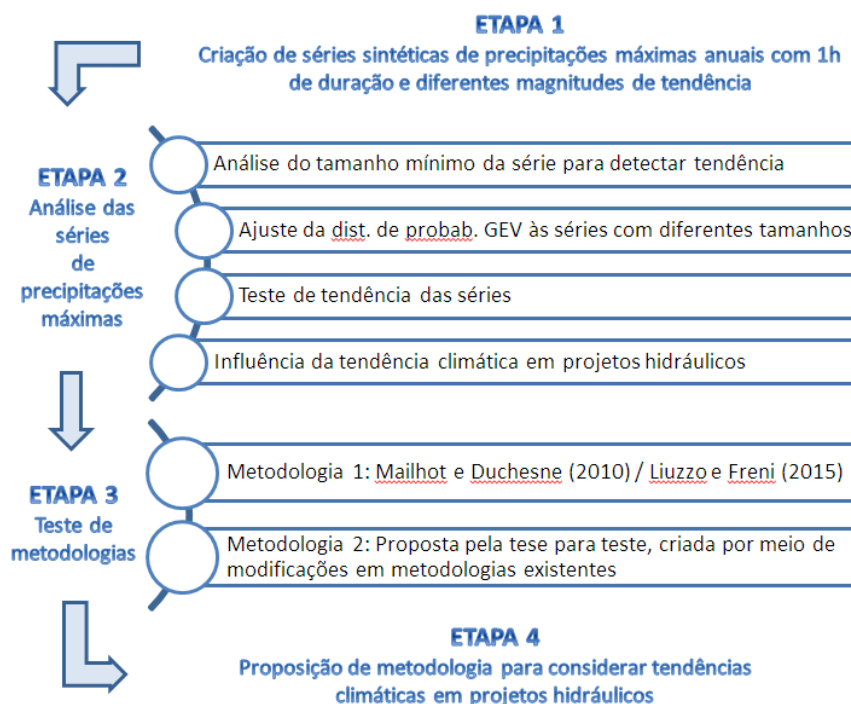 ETAPA 1
Criação de séries sintéticas de precipitações máximas anuais com 1h
de duração e diferentes magnitudes de tendência
ETAPA 2
Análise das
séries
de
precipitações
máximas
Análise do tamanho mínimo da série para detectar tendência
Ajuste da dist. de probab. GEV às séries com diferentes tamanhos
Teste de tendência das séries
Influência da tendência climática em projetos hidráulicos
ETAPA 3
Teste de
metodologias
Metodologia 1: Mailhot e Duchesne (2010) / Liuzzo e Freni (2015)
Metodologia 2: Proposta pela tese para teste, criada por meio de
modificações em metodologias existentes
ETAPA 4
Proposição de metodologia para considerar tendências
climáticas em projetos hidráulicos